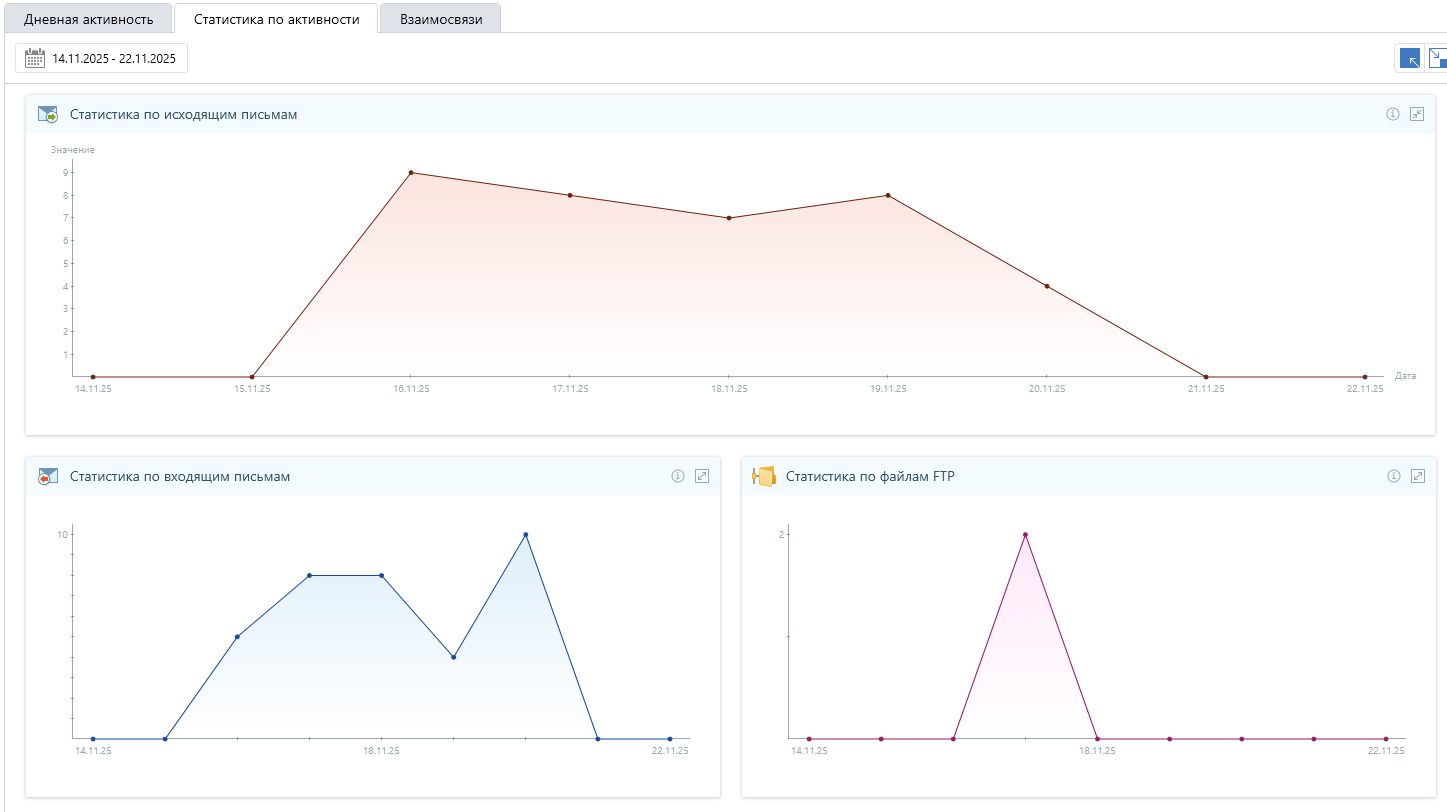 Дневная активность Статистика по активности Взаимосвязи
14.11.2025 - 22.11.2025
Статистика по исходящим письмам
Значение
9
8
7
6
5
4
3
2
1
14.11.25 15.11.25 16.11.25 17.11.25 18.11.25 19.11.25 20.11.25 21.11.25 22.11.25 Дата
Статистика по входящим письмам
10
14.11.25 18.11.25 22.11.25
Статистика по файлам FTP
2
14.11.25 18.11.25 22.11.25